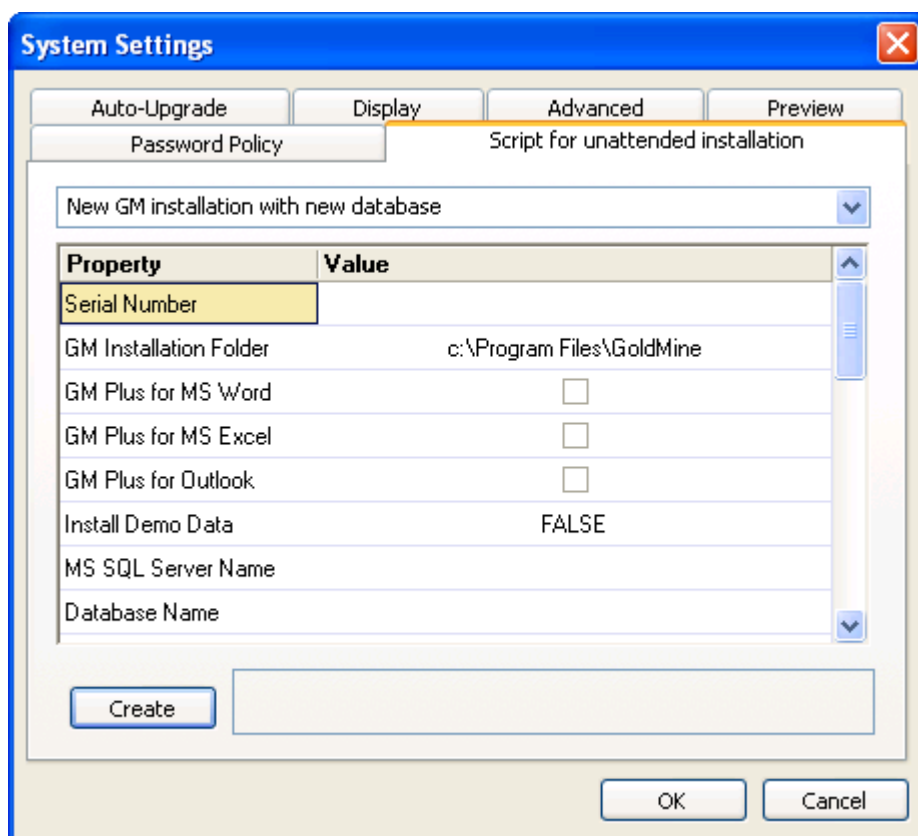 System Settings
Auto-Upgrade Display Advanced Preview
Password Policy Script for unattended installation
New GM installation with new database
Property Value
Serial Number
GM Installation Folder c:\Program Files\GoldMine
GM Plus for MS Word
GM Plus for MS Excel
GM Plus for Outlook
Install Demo Data FALSE
MS SQL Server Name
Database Name
Create
OK Cancel